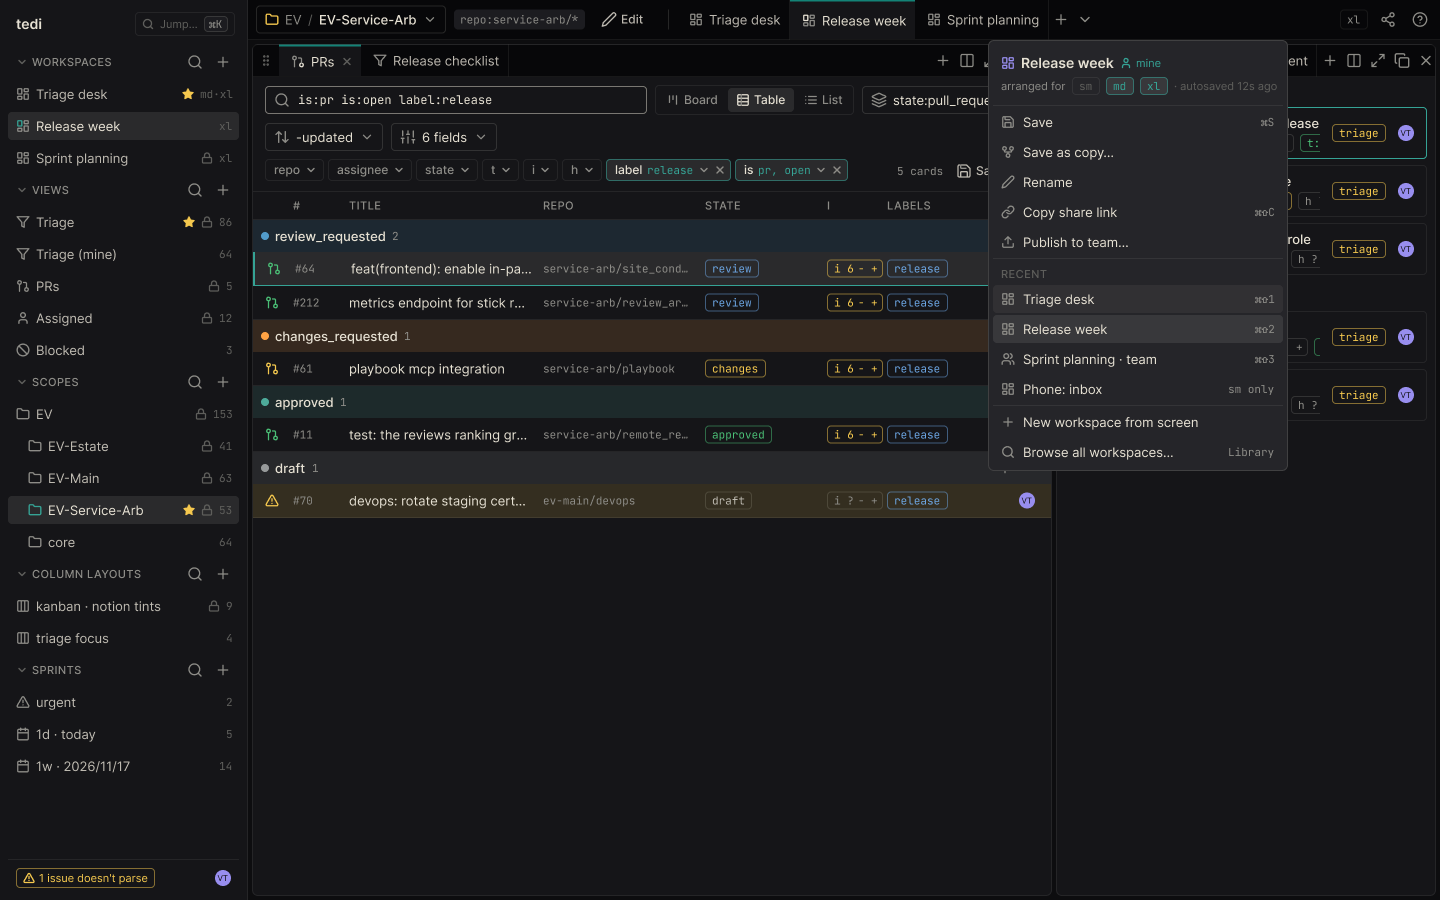 tedi
Jump... ⌘K
WORKSPACES
Triage desk md·xl
Release week xl
Sprint planning xl
VIEWS
Triage 86
Triage (mine) 64
PRs 5
Assigned 12
Blocked 3
SCOPES
EV 153
EV-Estate 41
EV-Main 63
EV-Service-Arb 53
core 64
COLUMN LAYOUTS
kanban · notion tints 9
triage focus 4
SPRINTS
urgent 2
1d · today 5
1w · 2026/11/17 14
1 issue doesn't parse VT
EV / EV-Service-Arb repo:service-arb/* Edit Triage desk Release week Sprint planning xl
PRs Release checklist
is:pr is:open label:release Board Table List state:pull_reque
-updated 6 fields
repo assignee state t i h label release is pr, open 5 cards Sa
# TITLE REPO STATE I LABELS
review_requested 2
#64 feat(frontend): enable in-pa... service-arb/site_cond… review i 6 - + release
#212 metrics endpoint for stick r... service-arb/review_ar… review i 6 - + release
changes_requested 1
#61 playbook mcp integration service-arb/playbook changes i 6 - + release
approved 1
#11 test: the reviews ranking gr... service-arb/remote_re… approved i 6 - + release
draft 1
#70 devops: rotate staging cert... ev-main/devops draft i ? - + release VT
Release week mine
arranged for sm md xl · autosaved 12s ago
Save ⌘S
Save as copy...
Rename
Copy share link ⌘⇧C
Publish to team...
RECENT
Triage desk ⌘⇧1
Release week ⌘⇧2
Sprint planning · team ⌘⇧3
Phone: inbox sm only
New workspace from screen
Browse all workspaces... Library
ent
lease triage VT
t:
e triage VT
h
role triage VT
h ?
triage VT
+
triage VT
h ?